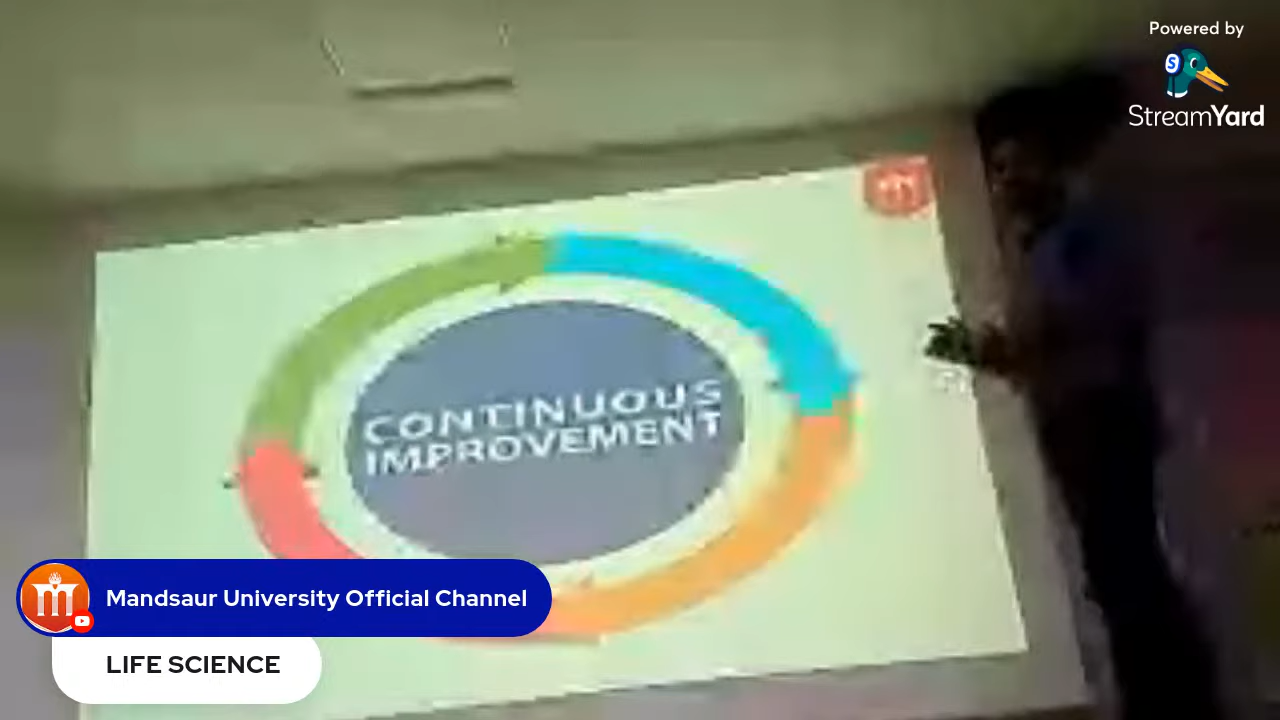 Powered by
StreamYard
CONTINUOUS
IMPROVEMENT
Mandsaur University Official Channel
LIFE SCIENCE